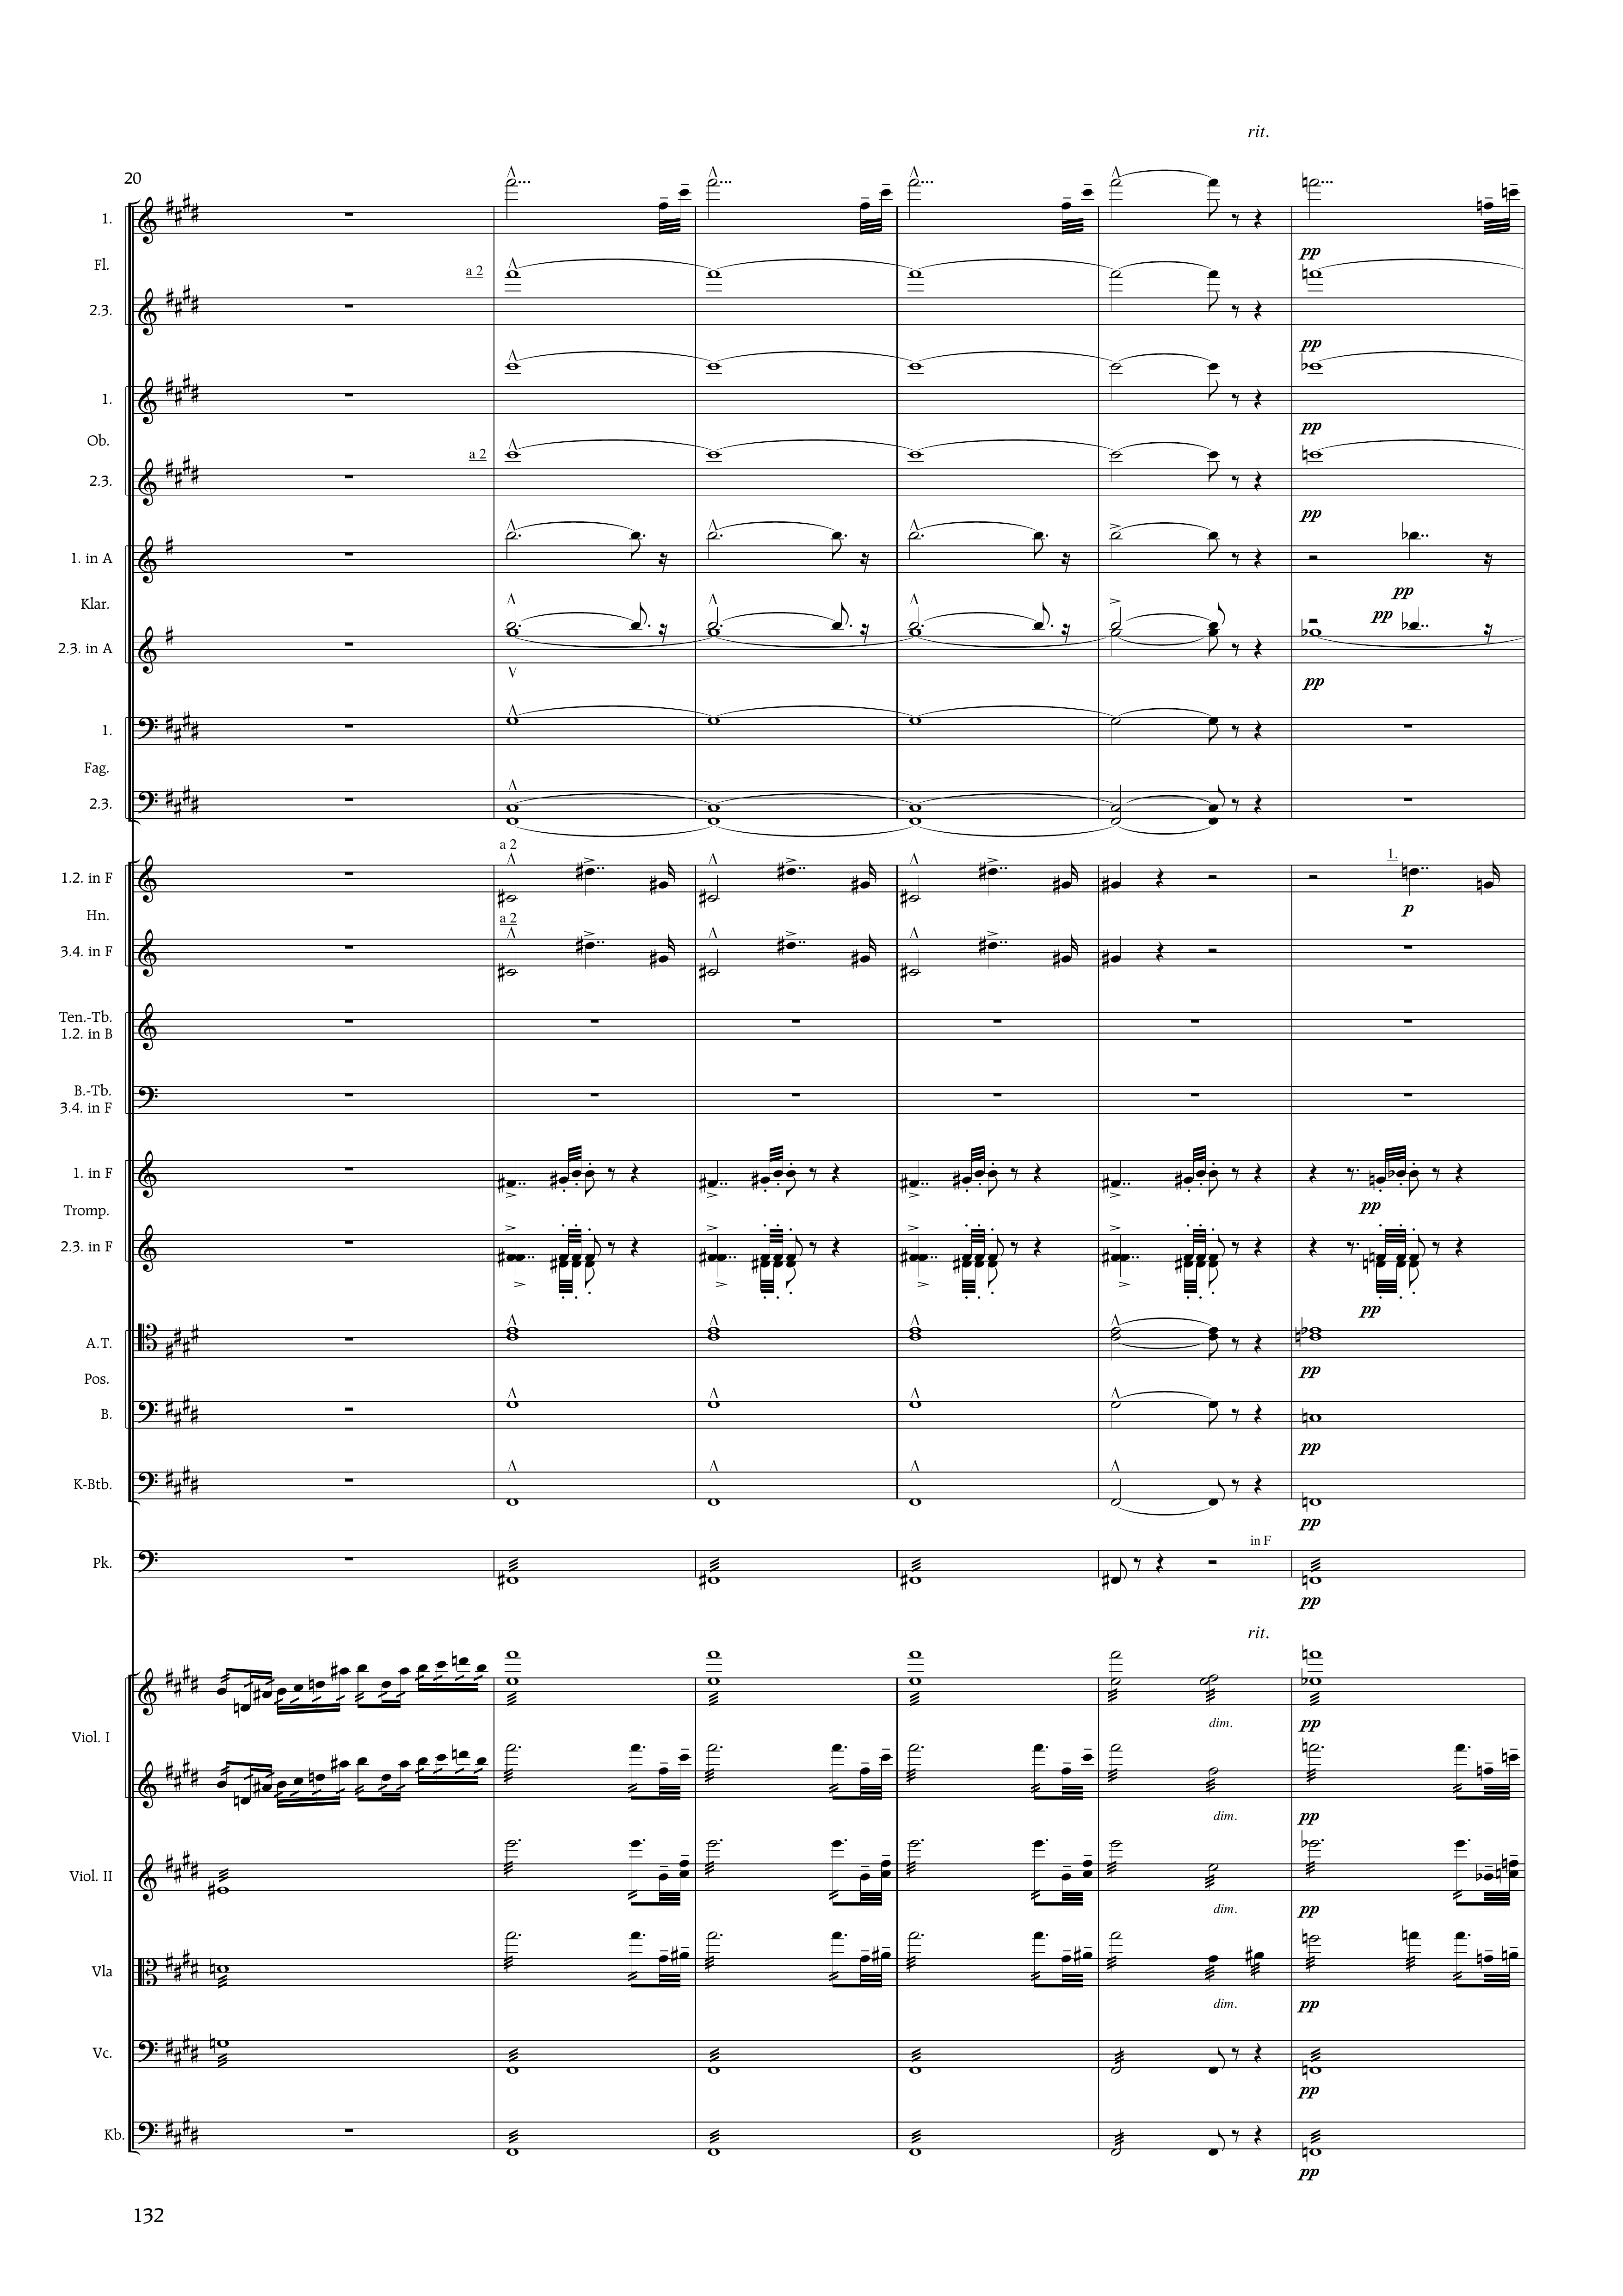 rit.
20
1.
pp
Fl.
a 2
2.3.
pp
1.
pp
Ob.
a 2
2.3.
pp
1. in A
pp
Klar.
pp
2.3. in A
pp
1.
Fag.
2.3.
a 2
1.
1.2. in F
p
Hn.
a 2
3.4. in F
Ten.-Tb.
1.2. in B
B.-Tb.
3.4. in F
1. in F
pp
Tromp.
2.3. in F
pp
A.T.
pp
Pos.
B.
pp
K-Btb.
pp
in F
Pk.
pp
rit.
dim. pp
Viol. I
dim. pp
Viol. II
dim. pp
Vla
dim. pp
Vc.
pp
Kb.
pp
132